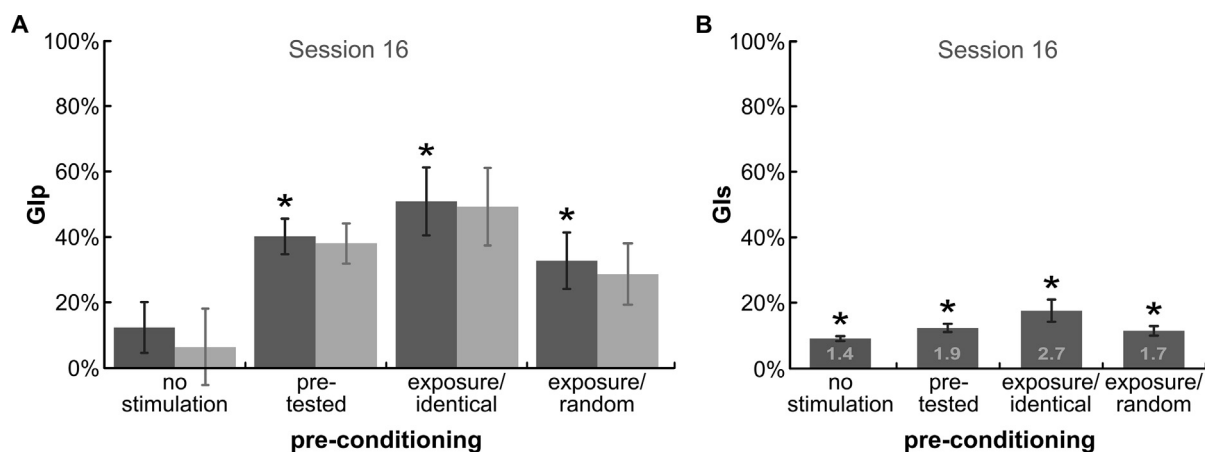 A
Session 16
100%
80%
60%
40%
20%
0%
GIp
*
*
*
no
stimulation
pre-
tested
exposure/
identical
exposure/
random
pre-conditioning
B
Session 16
100%
80%
60%
40%
20%
0%
GIs
*
*
*
*
1.4
1.9
2.7
1.7
no
stimulation
pre-
tested
exposure/
identical
exposure/
random
pre-conditioning